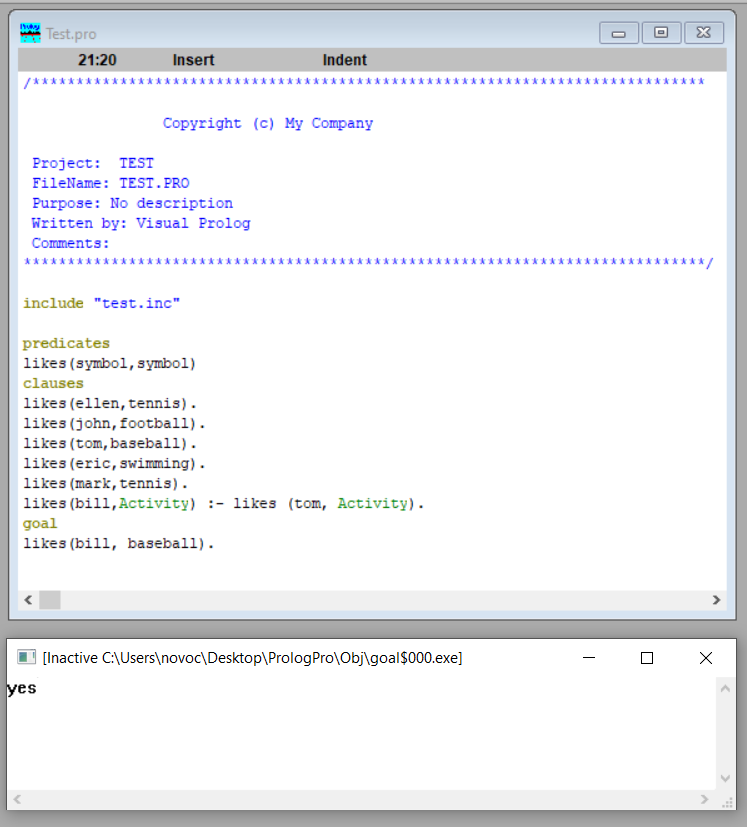 Test.pro
21:20 Insert Indent
/*****************************************************************************
Copyright (c) My Company
Project: TEST
FileName: TEST.PRO
Purpose: No description
Written by: Visual Prolog
Comments:
******************************************************************************/
include "test.inc"
predicates
likes(symbol,symbol)
clauses
likes(ellen,tennis).
likes(john,football).
likes(tom,baseball).
likes(eric,swimming).
likes(mark,tennis).
likes(bill,Activity) :- likes (tom, Activity).
goal
likes(bill, baseball).
[Inactive C:\Users\novoc\Desktop\PrologPro\Obj\goal$000.exe]
yes